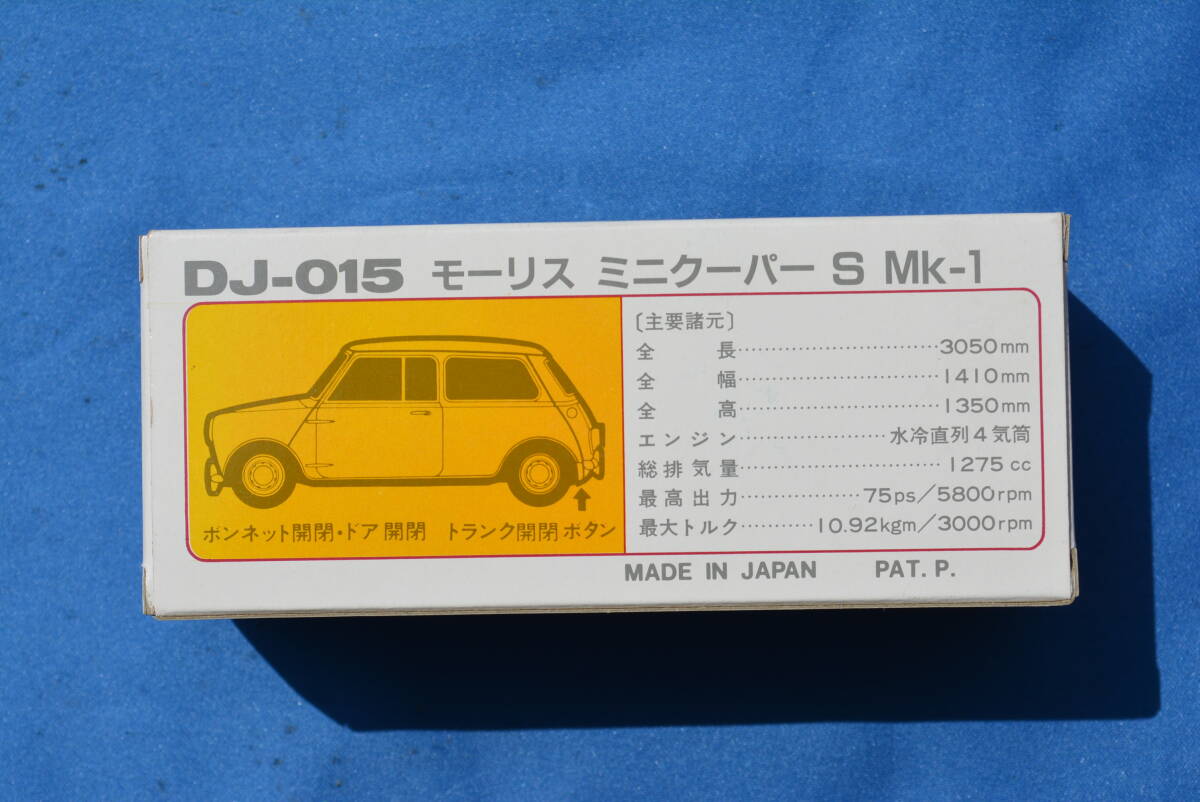 DJ-015 モーリス ミニクーパー S Mk-1
ボンネット開閉・ドア開閉 トランク開閉ボタン
〔主要諸元〕
全長…………………………3050mm
全幅…………………………1410mm
全高…………………………1350mm
エンジン…………………水冷直列4気筒
総排気量…………………………1275cc
最高出力………………75ps/5800rpm
最大トルク…………10.92kgm/3000rpm
MADE IN JAPAN PAT. P.